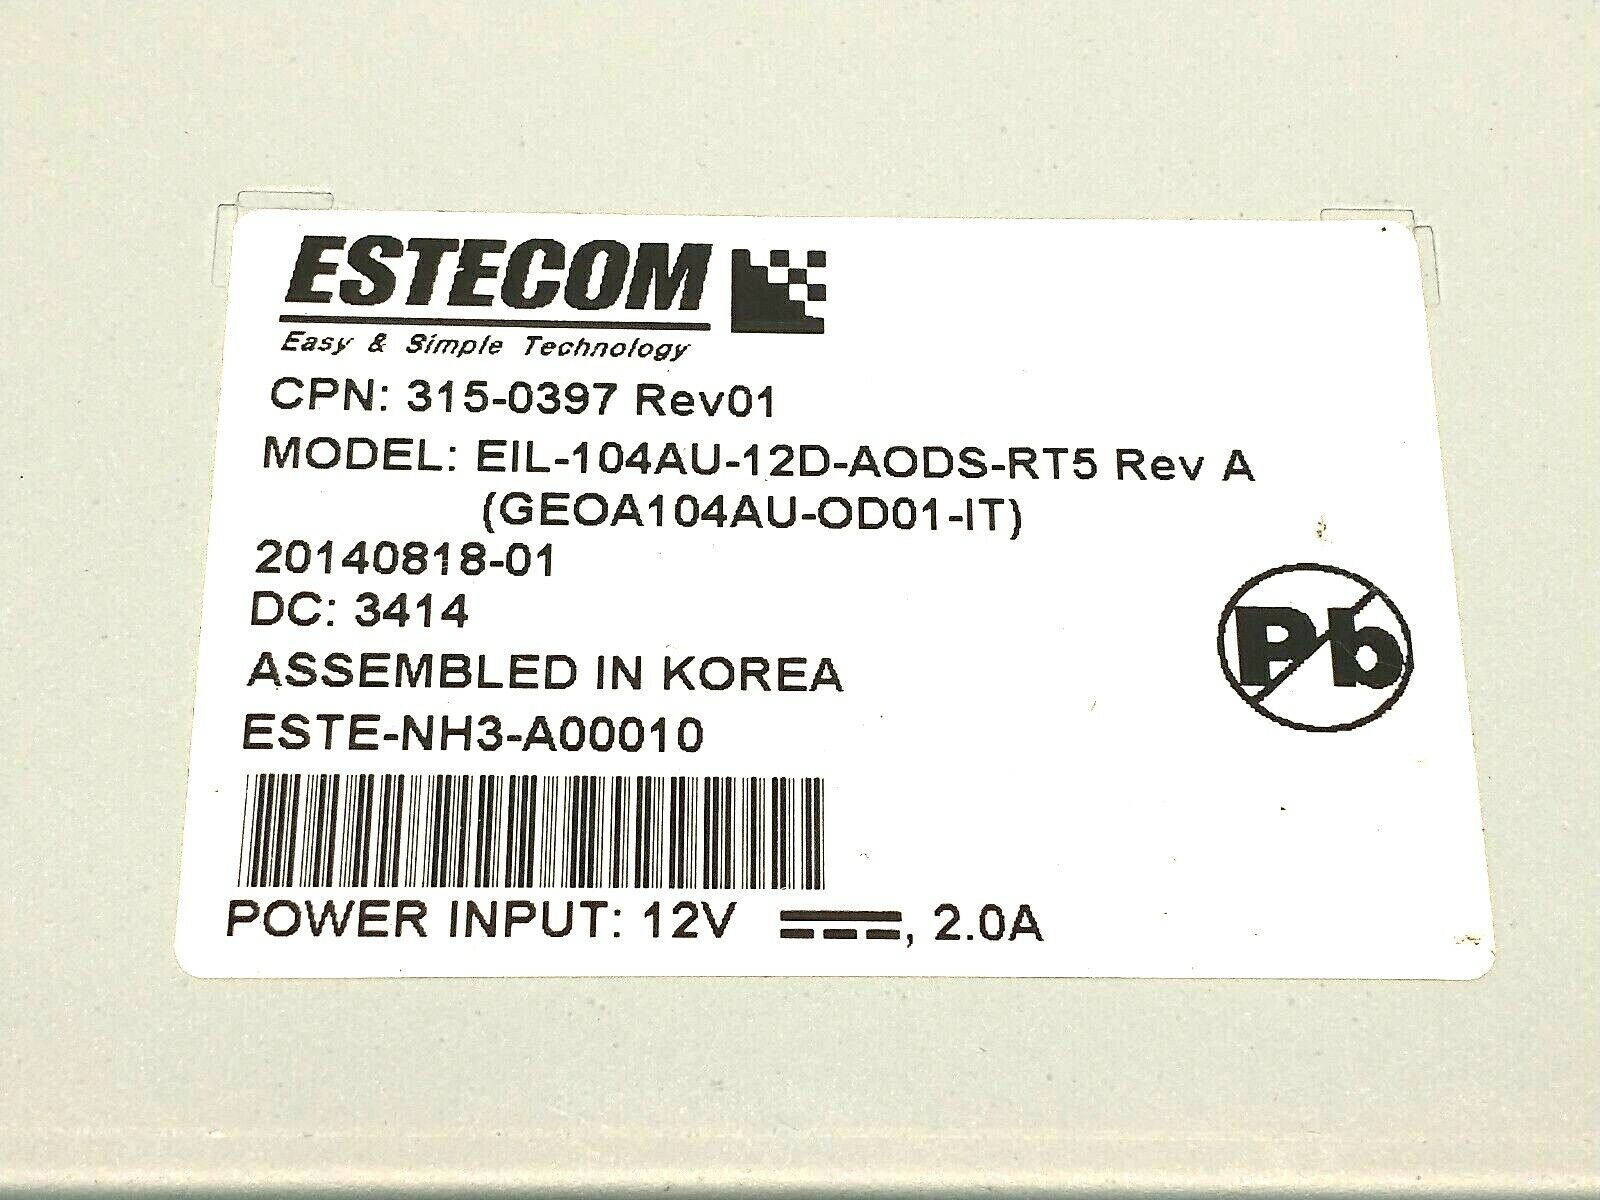 ESTECOM
Easy & Simple Technology
CPN: 315-0397 Rev01
MODEL: EIL-104AU-12D-AODS-RT5 Rev A
(GEOA104AU-OD01-IT)
20140818-01
DC: 3414
Pb
ASSEMBLED IN KOREA
ESTE-NH3-A00010
POWER INPUT: 12V ⎓, 2.0A